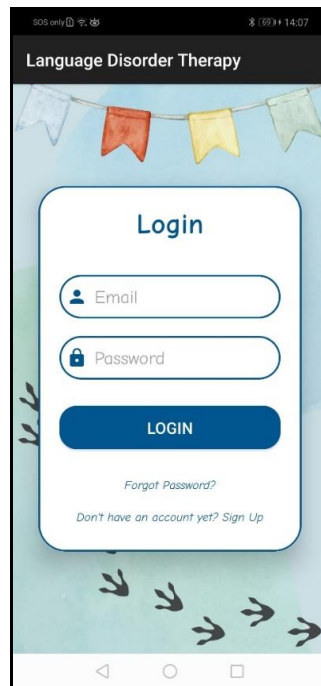 SOS only 69 14:07
Language Disorder Therapy
Login
Email
Password
LOGIN
Forgot Password?
Don't have an account yet? Sign Up